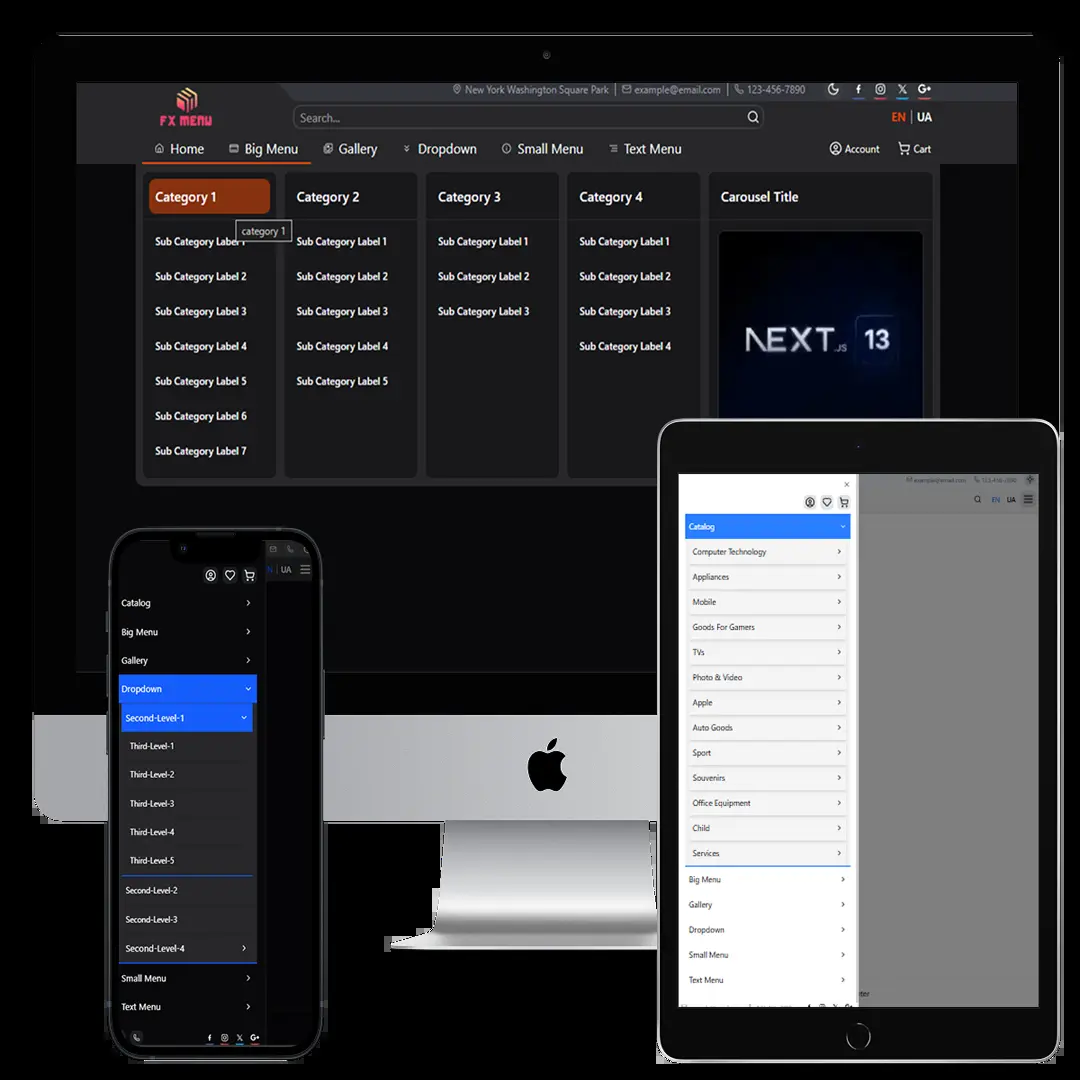 New York Washington Square Park | example@email.com | 123-456-7890
FX MENU
Search...
EN | UA
Home Big Menu Gallery Dropdown Small Menu Text Menu Account Cart
Category 1
category 1
Sub Category Label 1
Sub Category Label 2
Sub Category Label 3
Sub Category Label 4
Sub Category Label 5
Sub Category Label 6
Sub Category Label 7
Category 2
Sub Category Label 1
Sub Category Label 2
Sub Category Label 3
Sub Category Label 4
Sub Category Label 5
Category 3
Sub Category Label 1
Sub Category Label 2
Sub Category Label 3
Category 4
Sub Category Label 1
Sub Category Label 2
Sub Category Label 3
Sub Category Label 4
Carousel Title
NEXT.JS 13
UA
Catalog
Big Menu
Gallery
Dropdown
Second-Level-1
Third-Level-1
Third-Level-2
Third-Level-3
Third-Level-4
Third-Level-5
Second-Level-2
Second-Level-3
Second-Level-4
Small Menu
Text Menu
example@email.com 123-456-7890
EN UA
Catalog
Computer Technology
Appliances
Mobile
Goods For Gamers
TVs
Photo & Video
Apple
Auto Goods
Sport
Souvenirs
Office Equipment
Child
Services
Big Menu
Gallery
Dropdown
Small Menu
Text Menu